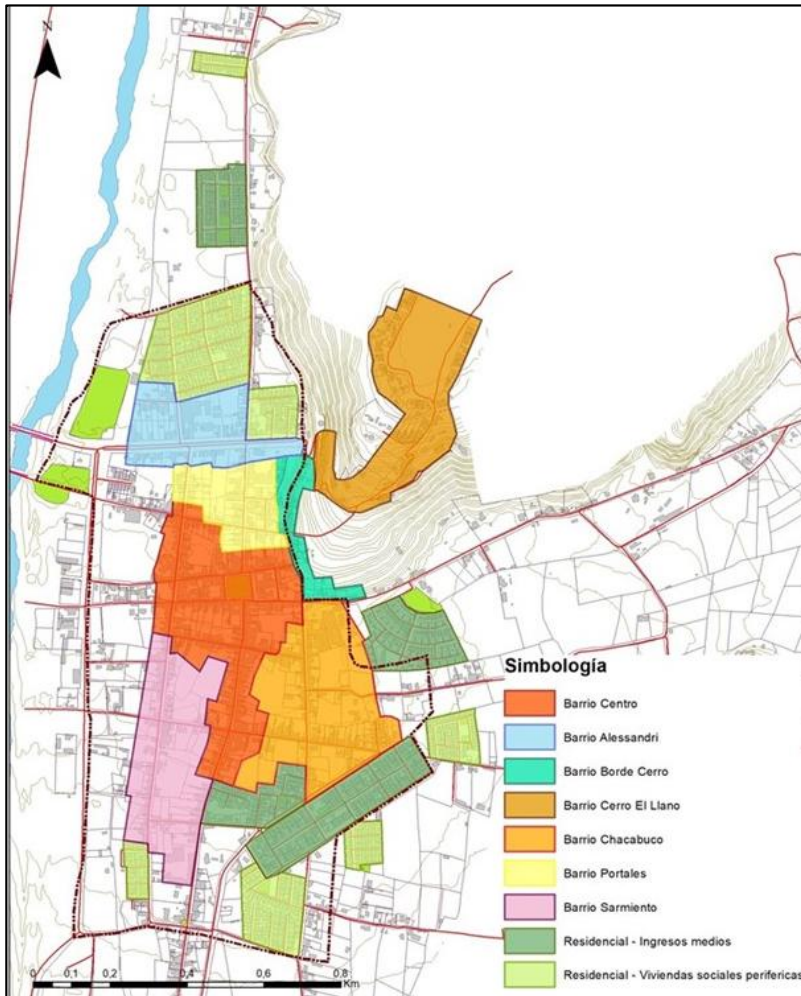 N
Simbología
Barrio Centro
Barrio Alessandri
Barrio Borde Cerro
Barrio Cerro El Llano
Barrio Chacabuco
Barrio Portales
Barrio Sarmiento
Residencial - Ingresos medios
Residencial - Viviendas sociales perifericas
0 0,1 0,2 0,4 0,6 0,8
Km